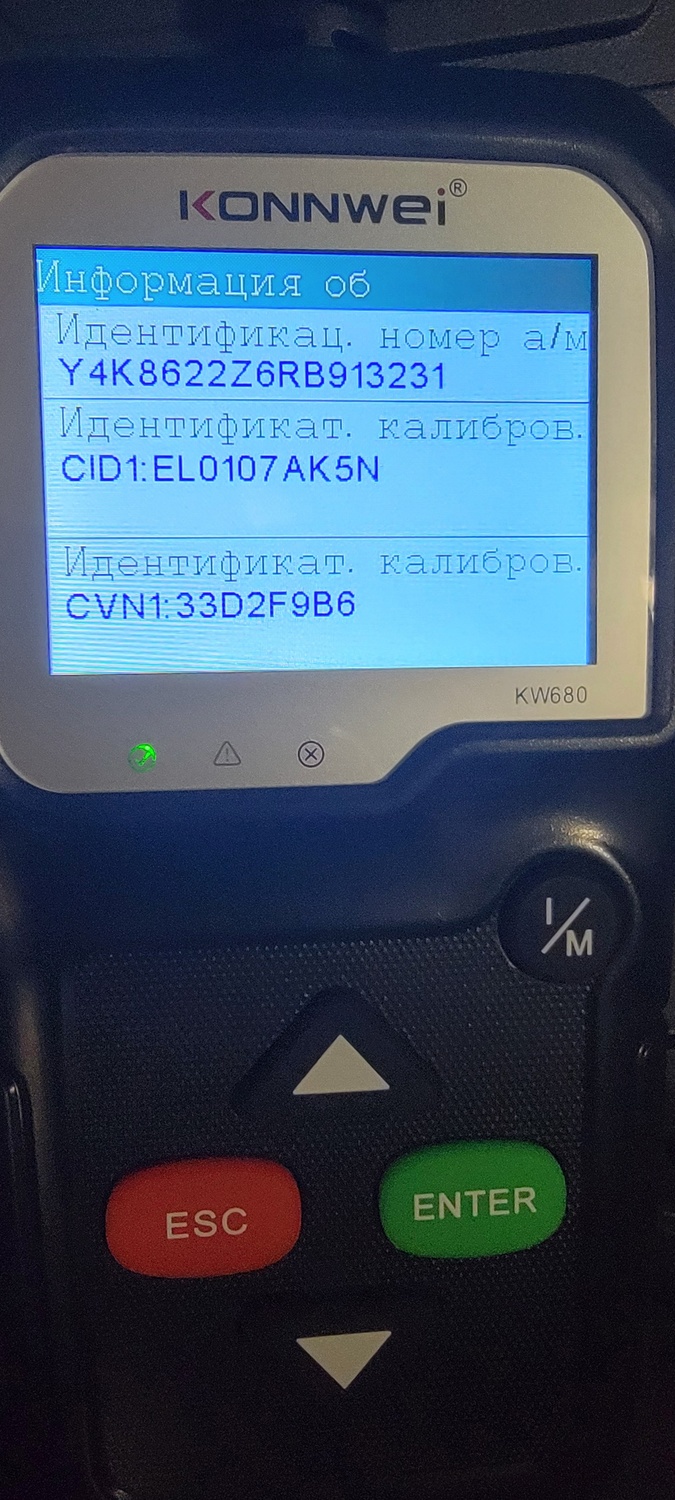 KONNWEI®
Информация об
Идентификац. номер а/м
Y4K8622Z6RB913231
Идентификат. калибров.
CID1:EL0107AK5N
Идентификат. калибров.
CVN1:33D2F9B6
KW680
I/M
ESC
ENTER